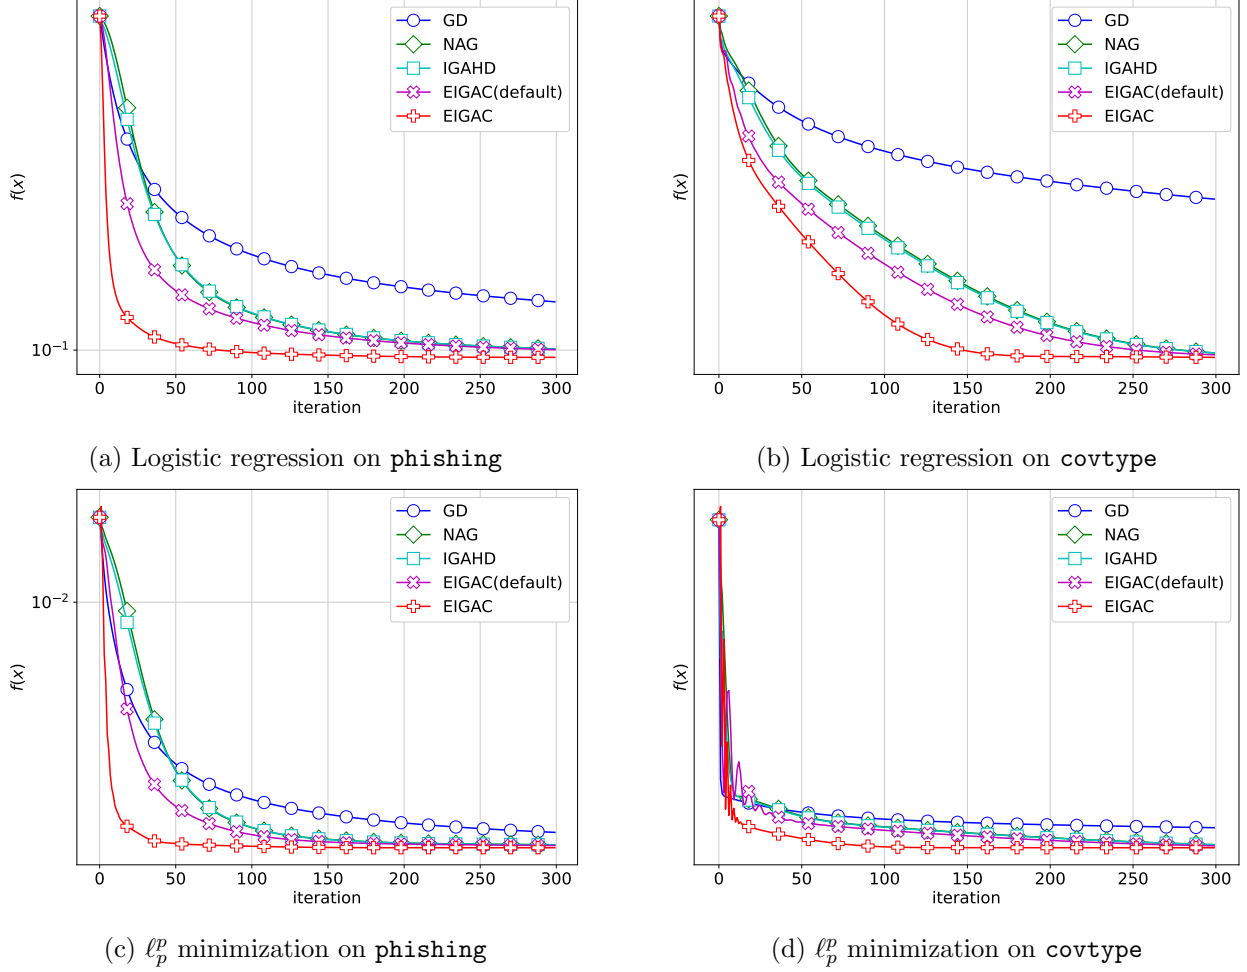 GD
NAG
IGAHD
EIGAC(default)
EIGAC
f(x)
10⁻¹
0 50 100 150 200 250 300
iteration
(a) Logistic regression on phishing
GD
NAG
IGAHD
EIGAC(default)
EIGAC
f(x)
0 50 100 150 200 250 300
iteration
(b) Logistic regression on covtype
GD
NAG
IGAHD
EIGAC(default)
EIGAC
10⁻²
f(x)
0 50 100 150 200 250 300
iteration
(c) ℓₚᵖ minimization on phishing
GD
NAG
IGAHD
EIGAC(default)
EIGAC
f(x)
0 50 100 150 200 250 300
iteration
(d) ℓₚᵖ minimization on covtype